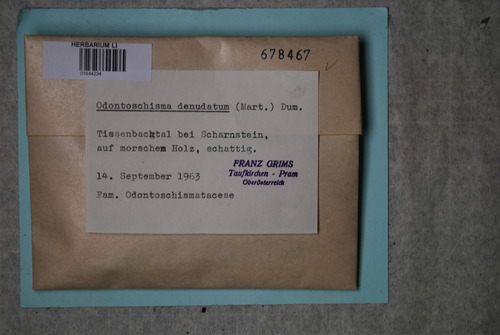 HERBARIUM LI
01044234
678467
Odontoschisma denudatum (Mart.) Dum.
Tissenbachtal bei Scharnstein,
auf morschem Holz, schattig.
FRANZ GRIMS
Taufkirchen - Pram
Oberösterreich
14. September 1963
Fam. Odontoschismataceae